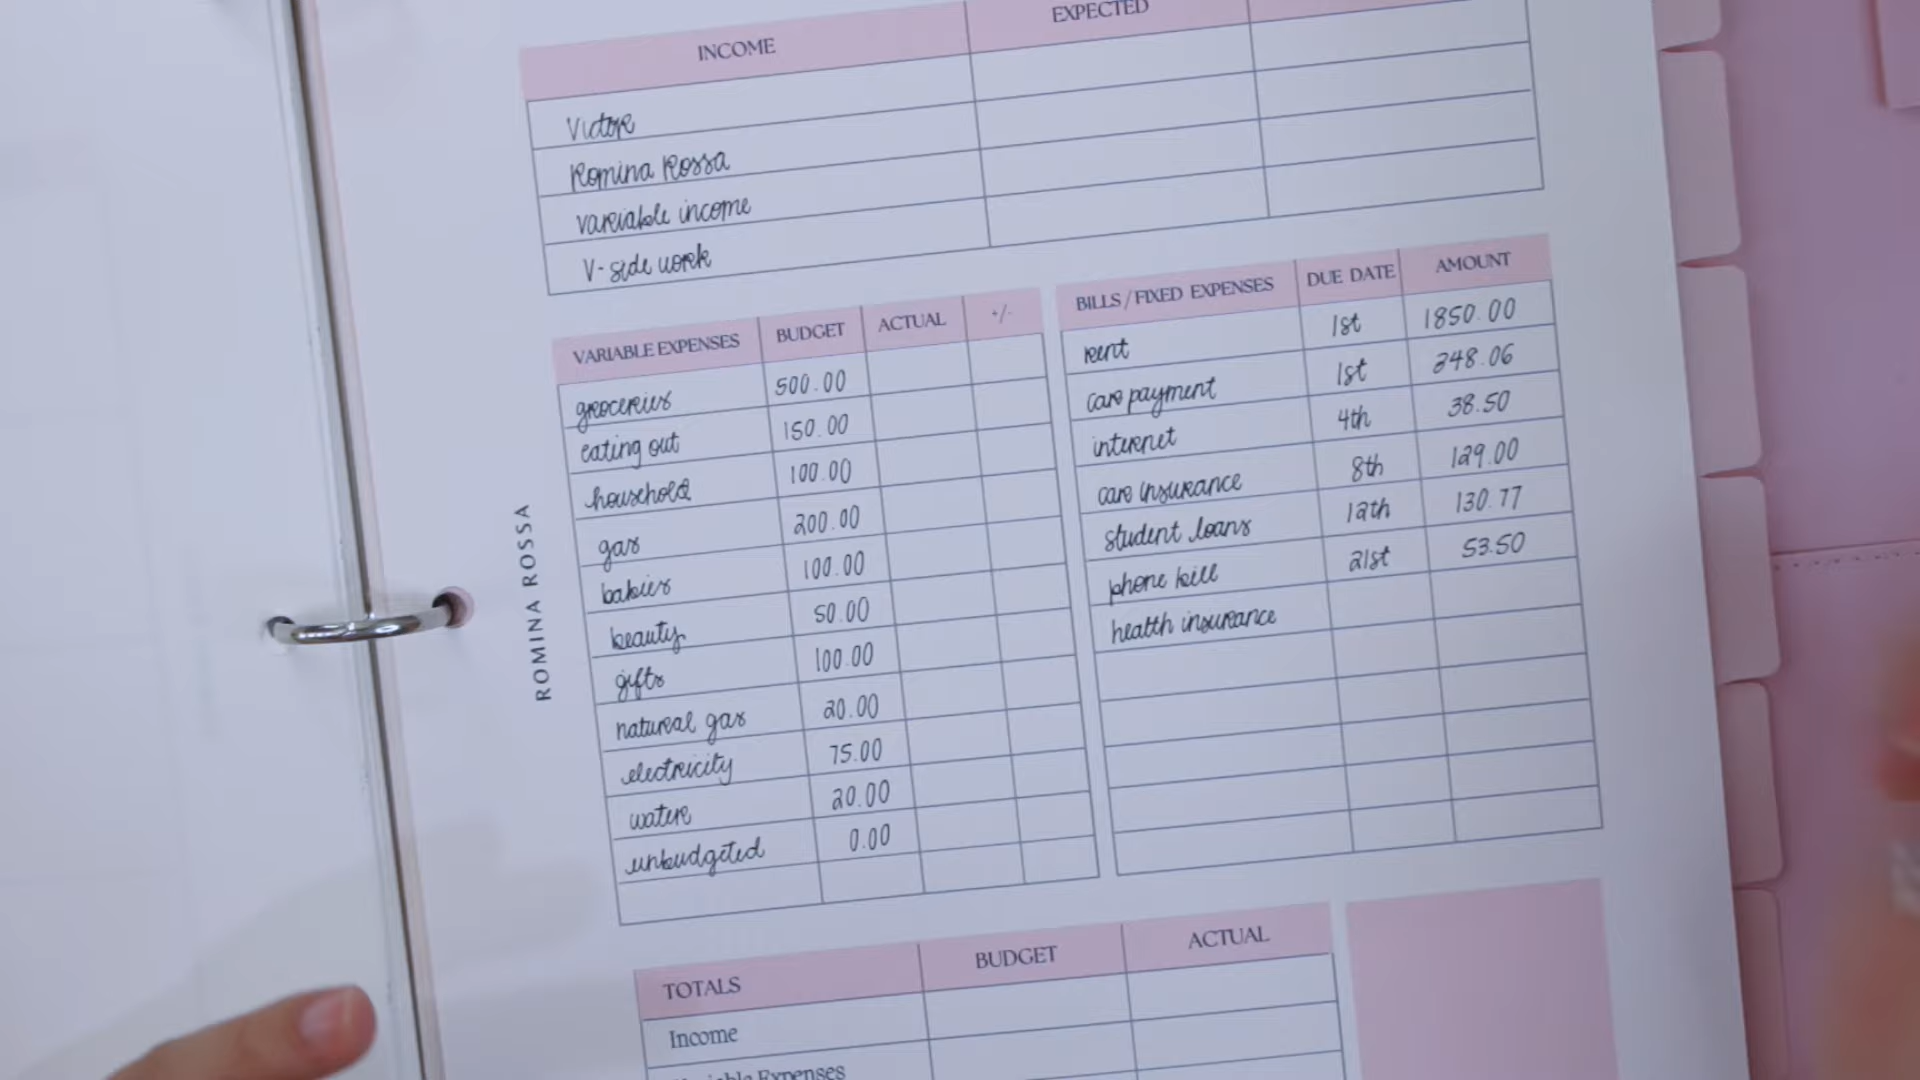 INCOME EXPECTED
Victor
Romina Rossa
variable income
V-side work
VARIABLE EXPENSES BUDGET ACTUAL +/-
groceries 500.00
eating out 150.00
household 100.00
gas 200.00
babies 100.00
beauty 50.00
gifts 100.00
natural gas 20.00
electricity 75.00
water 20.00
unbudgeted 0.00
BILLS / FIXED EXPENSES DUE DATE AMOUNT
rent 1st 1850.00
car payment 1st 248.06
internet 4th 38.50
car insurance 8th 129.00
student loans 12th 130.77
phone bill 21st 53.50
health insurance
ROMINA ROSSA
TOTALS BUDGET ACTUAL
Income
Variable Expenses